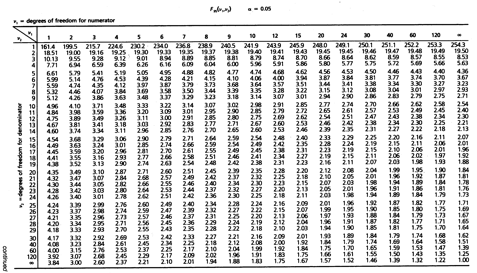 F₀.₀₅(ν₁,ν₂) α = 0.05
ν₁ = degrees of freedom for numerator
ν₂ 1 2 3 4 5 6 7 8 9 10 12 15 20 24 30 40 60 120 ∞
1 161.4 199.5 215.7 224.6 230.2 234.0 236.8 238.9 240.5 241.9 243.9 245.9 248.0 249.1 250.1 251.1 252.2 253.3 254.3
2 18.51 19.00 19.16 19.25 19.30 19.33 19.35 19.37 19.38 19.40 19.41 19.43 19.45 19.45 19.46 19.47 19.48 19.49 19.50
3 10.13 9.55 9.28 9.12 9.01 8.94 8.89 8.85 8.81 8.79 8.74 8.70 8.66 8.64 8.62 8.59 8.57 8.55 8.53
4 7.71 6.94 6.59 6.39 6.26 6.16 6.09 6.04 6.00 5.96 5.91 5.86 5.80 5.77 5.75 5.72 5.69 5.66 5.63
5 6.61 5.79 5.41 5.19 5.05 4.95 4.88 4.82 4.77 4.74 4.68 4.62 4.56 4.53 4.50 4.46 4.43 4.40 4.36
6 5.99 5.14 4.76 4.53 4.39 4.28 4.21 4.15 4.10 4.06 4.00 3.94 3.87 3.84 3.81 3.77 3.74 3.70 3.67
7 5.59 4.74 4.35 4.12 3.97 3.87 3.79 3.73 3.68 3.64 3.57 3.51 3.44 3.41 3.38 3.34 3.30 3.27 3.23
8 5.32 4.46 4.07 3.84 3.69 3.58 3.50 3.44 3.39 3.35 3.28 3.22 3.15 3.12 3.08 3.04 3.01 2.97 2.93
9 5.12 4.26 3.86 3.63 3.48 3.37 3.29 3.23 3.18 3.14 3.07 3.01 2.94 2.90 2.86 2.83 2.79 2.75 2.71
10 4.96 4.10 3.71 3.48 3.33 3.22 3.14 3.07 3.02 2.98 2.91 2.85 2.77 2.74 2.70 2.66 2.62 2.58 2.54
11 4.84 3.98 3.59 3.36 3.20 3.09 3.01 2.95 2.90 2.85 2.79 2.72 2.65 2.61 2.57 2.53 2.49 2.45 2.40
12 4.75 3.89 3.49 3.26 3.11 3.00 2.91 2.85 2.80 2.75 2.69 2.62 2.54 2.51 2.47 2.43 2.38 2.34 2.30
13 4.67 3.81 3.41 3.18 3.03 2.92 2.83 2.77 2.71 2.67 2.60 2.53 2.46 2.42 2.38 2.34 2.30 2.25 2.21
14 4.60 3.74 3.34 3.11 2.96 2.85 2.76 2.70 2.65 2.60 2.53 2.46 2.39 2.35 2.31 2.27 2.22 2.18 2.13
15 4.54 3.68 3.29 3.06 2.90 2.79 2.71 2.64 2.59 2.54 2.48 2.40 2.33 2.29 2.25 2.20 2.16 2.11 2.07
16 4.49 3.63 3.24 3.01 2.85 2.74 2.66 2.59 2.54 2.49 2.42 2.35 2.28 2.24 2.19 2.15 2.11 2.06 2.01
17 4.45 3.59 3.20 2.96 2.81 2.70 2.61 2.55 2.49 2.45 2.38 2.31 2.23 2.19 2.15 2.10 2.06 2.01 1.96
18 4.41 3.55 3.16 2.93 2.77 2.66 2.58 2.51 2.46 2.41 2.34 2.27 2.19 2.15 2.11 2.06 2.02 1.97 1.92
19 4.38 3.52 3.13 2.90 2.74 2.63 2.54 2.48 2.42 2.38 2.31 2.23 2.16 2.11 2.07 2.03 1.98 1.93 1.88
20 4.35 3.49 3.10 2.87 2.71 2.60 2.51 2.45 2.39 2.35 2.28 2.20 2.12 2.08 2.04 1.99 1.95 1.90 1.84
21 4.32 3.47 3.07 2.84 2.68 2.57 2.49 2.42 2.37 2.32 2.25 2.18 2.10 2.05 2.01 1.96 1.92 1.87 1.81
22 4.30 3.44 3.05 2.82 2.66 2.55 2.46 2.40 2.34 2.30 2.23 2.15 2.07 2.03 1.98 1.94 1.89 1.84 1.78
23 4.28 3.42 3.03 2.80 2.64 2.53 2.44 2.37 2.32 2.27 2.20 2.13 2.05 2.01 1.96 1.91 1.86 1.81 1.76
24 4.26 3.40 3.01 2.78 2.62 2.51 2.42 2.36 2.30 2.25 2.18 2.11 2.03 1.98 1.94 1.89 1.84 1.79 1.73
25 4.24 3.39 2.99 2.76 2.60 2.49 2.40 2.34 2.28 2.24 2.16 2.09 2.01 1.96 1.92 1.87 1.82 1.77 1.71
26 4.23 3.37 2.98 2.74 2.59 2.47 2.39 2.32 2.27 2.22 2.15 2.07 1.99 1.95 1.90 1.85 1.80 1.75 1.69
27 4.21 3.35 2.96 2.73 2.57 2.46 2.37 2.31 2.25 2.20 2.13 2.06 1.97 1.93 1.88 1.84 1.79 1.73 1.67
28 4.20 3.34 2.95 2.71 2.56 2.45 2.36 2.29 2.24 2.19 2.12 2.04 1.96 1.91 1.87 1.82 1.77 1.71 1.65
29 4.18 3.33 2.93 2.70 2.55 2.43 2.35 2.28 2.22 2.18 2.10 2.03 1.94 1.90 1.85 1.81 1.75 1.70 1.64
30 4.17 3.32 2.92 2.69 2.53 2.42 2.33 2.27 2.21 2.16 2.09 2.01 1.93 1.89 1.84 1.79 1.74 1.68 1.62
40 4.08 3.23 2.84 2.61 2.45 2.34 2.25 2.18 2.12 2.08 2.00 1.92 1.84 1.79 1.74 1.69 1.64 1.58 1.51
60 4.00 3.15 2.76 2.53 2.37 2.25 2.17 2.10 2.04 1.99 1.92 1.84 1.75 1.70 1.65 1.59 1.53 1.47 1.39
120 3.92 3.07 2.68 2.45 2.29 2.17 2.09 2.02 1.96 1.91 1.83 1.75 1.66 1.61 1.55 1.50 1.43 1.35 1.25
∞ 3.84 3.00 2.60 2.37 2.21 2.10 2.01 1.94 1.88 1.83 1.75 1.67 1.57 1.52 1.46 1.39 1.32 1.22 1.00
ν₂ = degrees of freedom for denominator